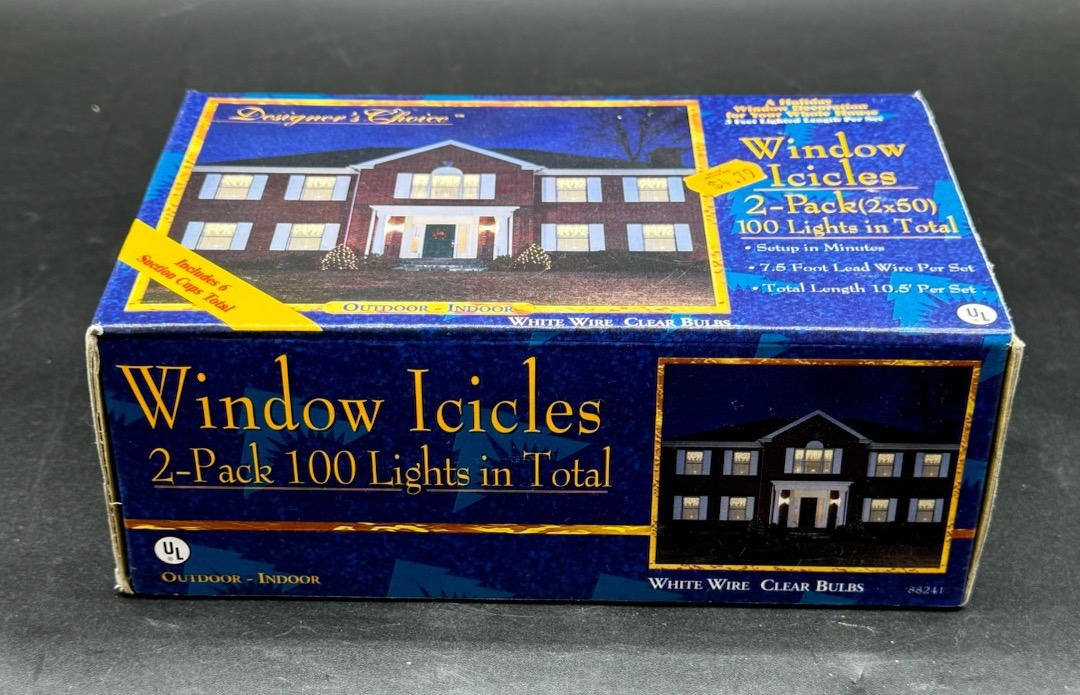 Designer's Choice™
A Holiday
Window Decoration
for Your Whole House
3 Feet Lighted Length Per Set
Window
Icicles
2-Pack(2x50)
100 Lights in Total
• Setup in Minutes
• 7.5 Foot Lead Wire Per Set
• Total Length 10.5' Per Set
UL
Includes 6
Suction Cups Total
OUTDOOR - INDOOR
WHITE WIRE CLEAR BULBS
Window Icicles
2-Pack 100 Lights in Total
UL
OUTDOOR - INDOOR
WHITE WIRE CLEAR BULBS
88241